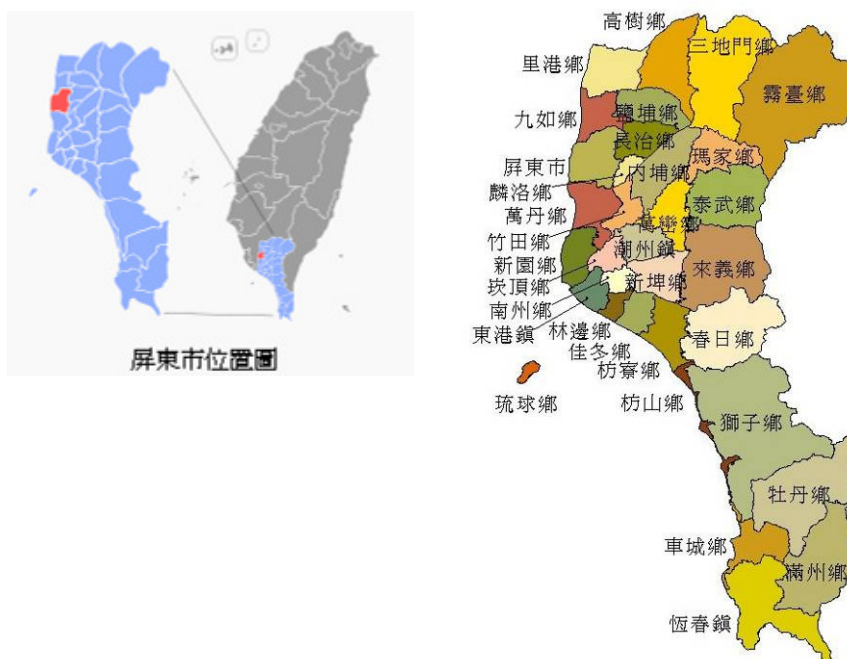 屏東市位置圖
高樹鄉
三地門鄉
里港鄉
霧臺鄉
九如鄉
鹽埔鄉
長治鄉
屏東市
瑪家鄉
內埔鄉
麟洛鄉
泰武鄉
萬丹鄉
萬巒鄉
竹田鄉
潮州鎮
新園鄉
來義鄉
崁頂鄉
新埤鄉
南州鄉
東港鎮
林邊鄉
春日鄉
佳冬鄉
枋寮鄉
琉球鄉
枋山鄉
獅子鄉
牡丹鄉
車城鄉
滿州鄉
恆春鎮